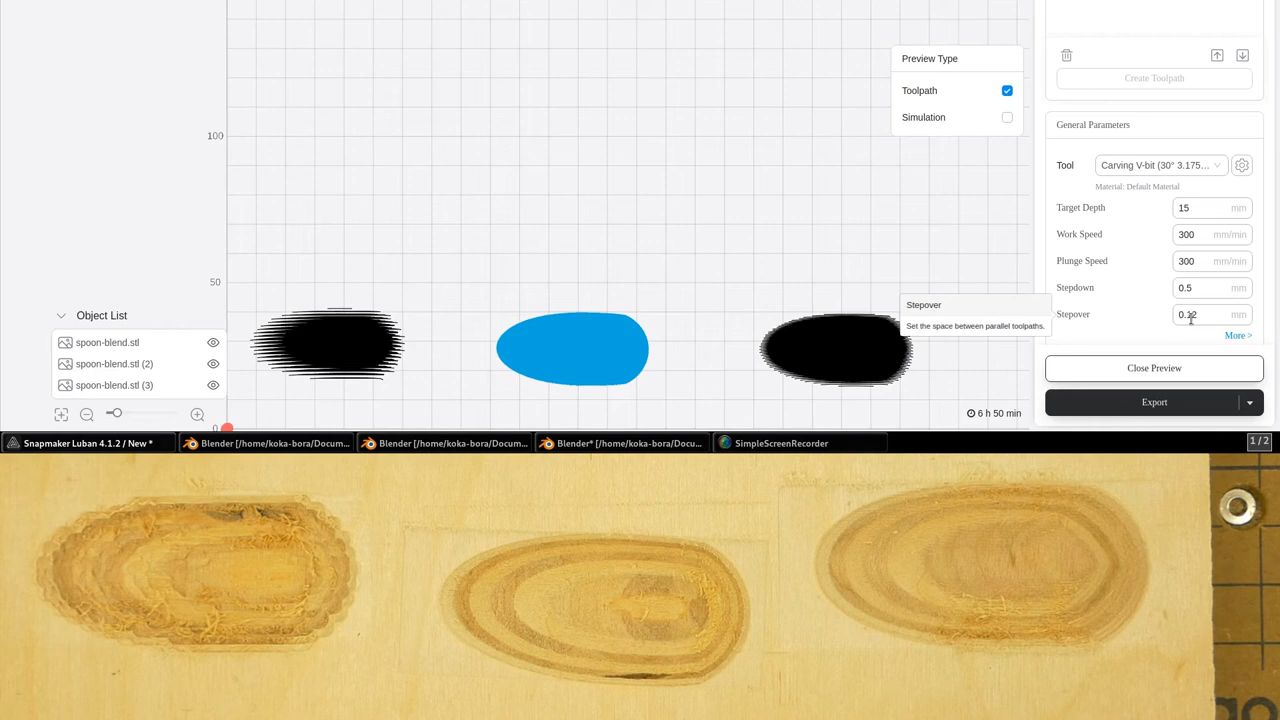 Preview Type
Toolpath
Simulation
Create Toolpath
General Parameters
Tool
Carving V-bit (30° 3.175...
Material: Default Material
Target Depth
15
mm
Work Speed
300
mm/min
Plunge Speed
300
mm/min
Stepdown
0.5
mm
Stepover
0.12
mm
More >
Close Preview
Export
Stepover
Set the space between parallel toolpaths.
100
50
0
Object List
spoon-blend.stl
spoon-blend.stl (2)
spoon-blend.stl (3)
6 h 50 min
Snapmaker Luban 4.1.2 / New *
Blender [/home/koka-bora/Docum...
Blender [/home/koka-bora/Docum...
Blender* [/home/koka-bora/Docu...
SimpleScreenRecorder
1 / 2